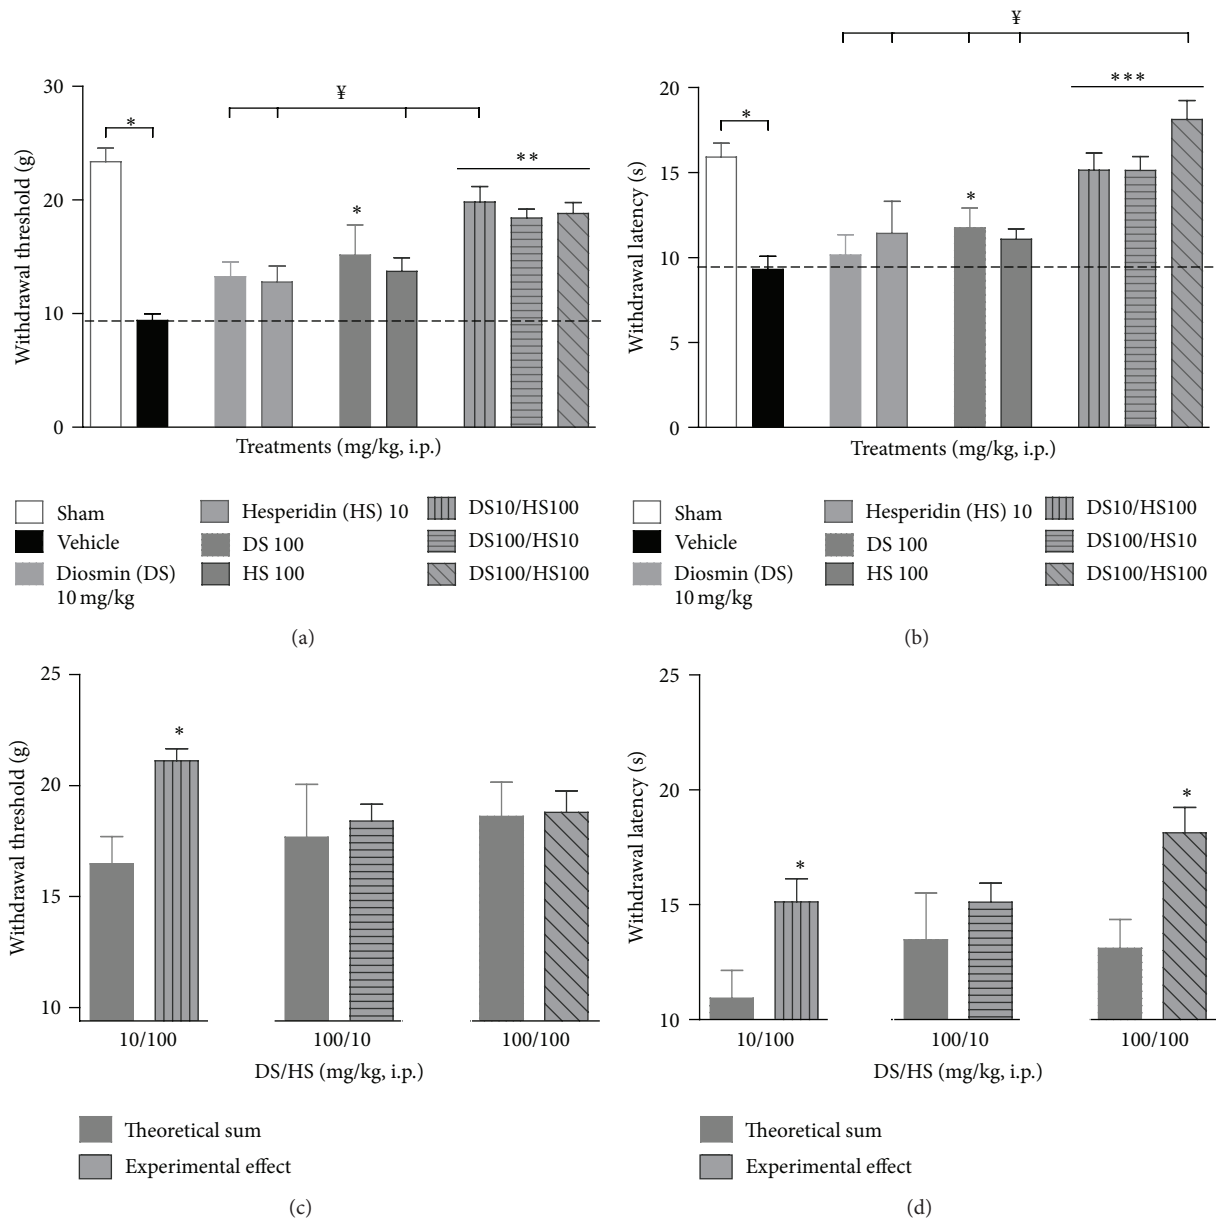 ¥
*
*
**
30
20
10
0
Withdrawal threshold (g)
Treatments (mg/kg, i.p.)
Sham
Vehicle
Diosmin (DS)
10 mg/kg
Hesperidin (HS) 10
DS 100
HS 100
DS10/HS100
DS100/HS10
DS100/HS100
(a)
¥
*
*
***
20
15
10
5
0
Withdrawal latency (s)
Treatments (mg/kg, i.p.)
Sham
Vehicle
Diosmin (DS)
10 mg/kg
Hesperidin (HS) 10
DS 100
HS 100
DS10/HS100
DS100/HS10
DS100/HS100
(b)
25
20
15
10
Withdrawal threshold (g)
*
10/100
100/10
100/100
DS/HS (mg/kg, i.p.)
Theoretical sum
Experimental effect
(c)
25
20
15
10
Withdrawal latency (s)
*
*
10/100
100/10
100/100
DS/HS (mg/kg, i.p.)
Theoretical sum
Experimental effect
(d)